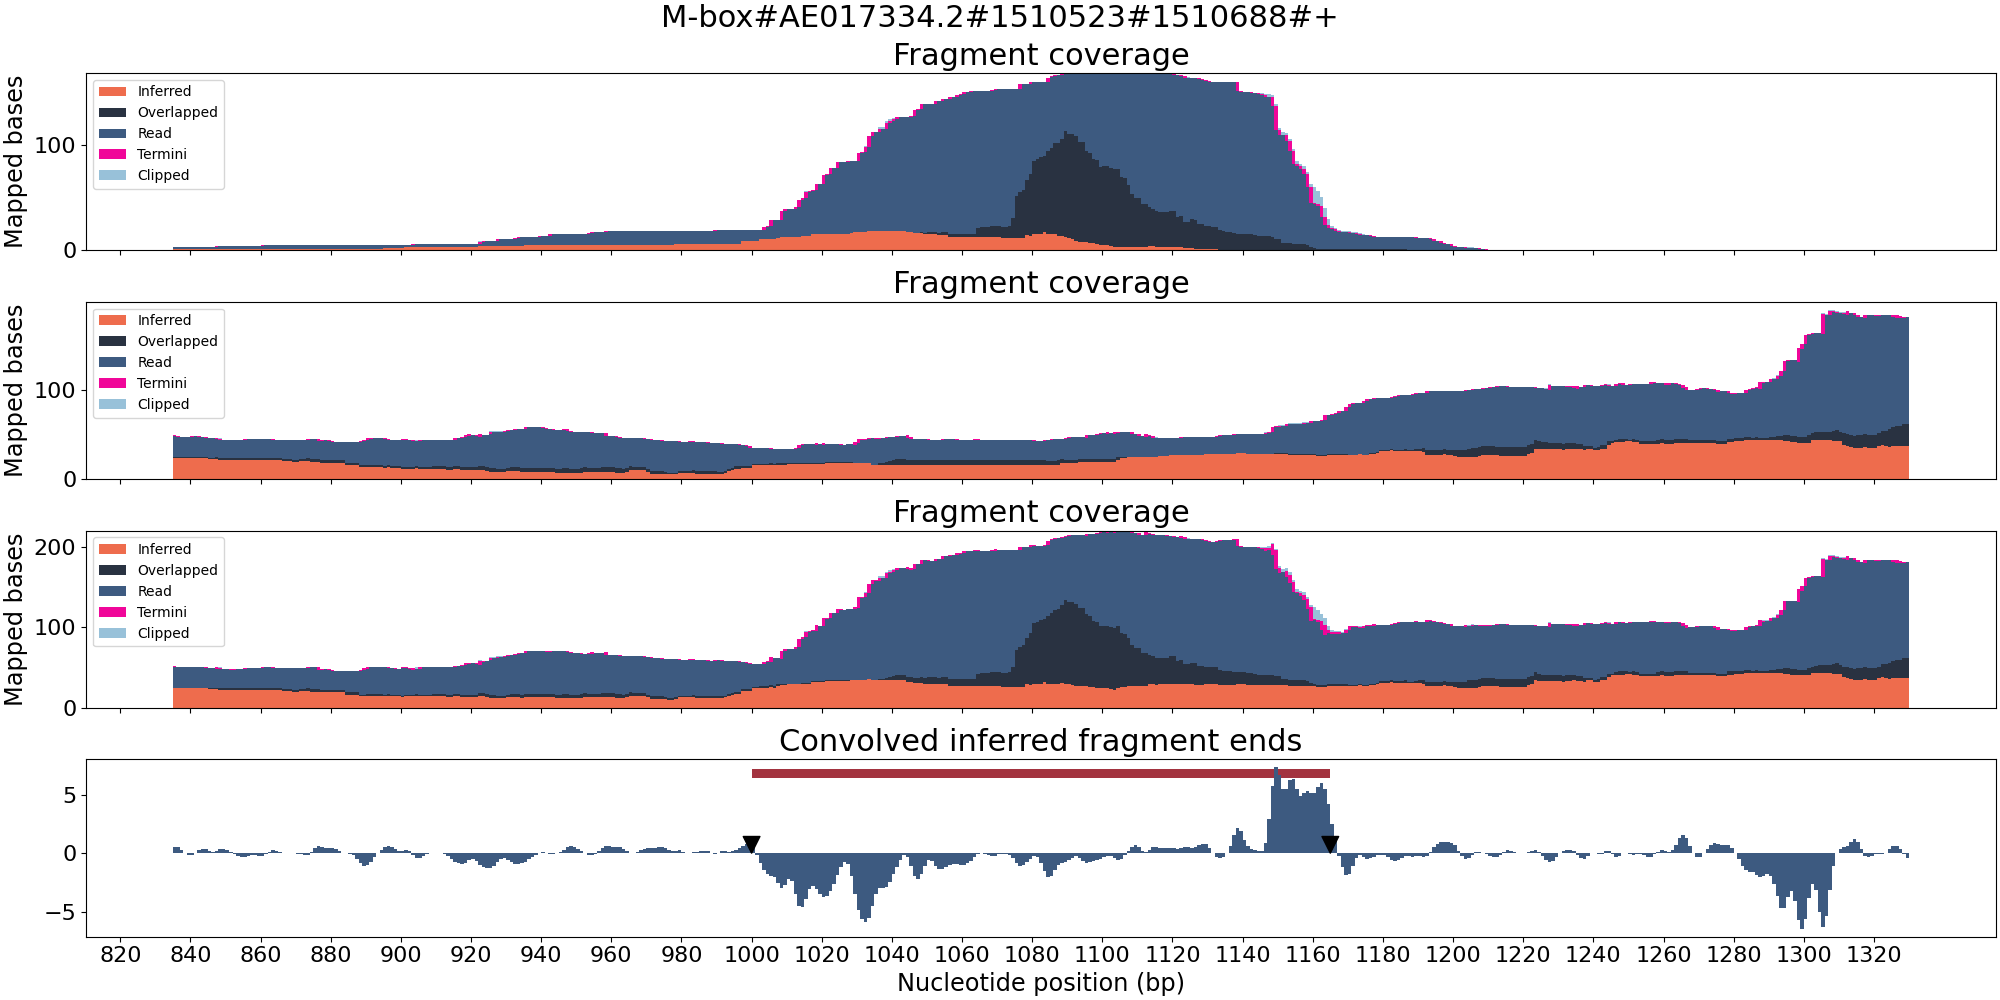 M-box#AE017334.2#1510523#1510688#+
Fragment coverage
Mapped bases
100
0
Inferred
Overlapped
Read
Termini
Clipped
Fragment coverage
Mapped bases
100
0
Inferred
Overlapped
Read
Termini
Clipped
Fragment coverage
Mapped bases
200
100
0
Inferred
Overlapped
Read
Termini
Clipped
Convolved inferred fragment ends
5
0
−5
820 840 860 880 900 920 940 960 980 1000 1020 1040 1060 1080 1100 1120 1140 1160 1180 1200 1220 1240 1260 1280 1300 1320
Nucleotide position (bp)